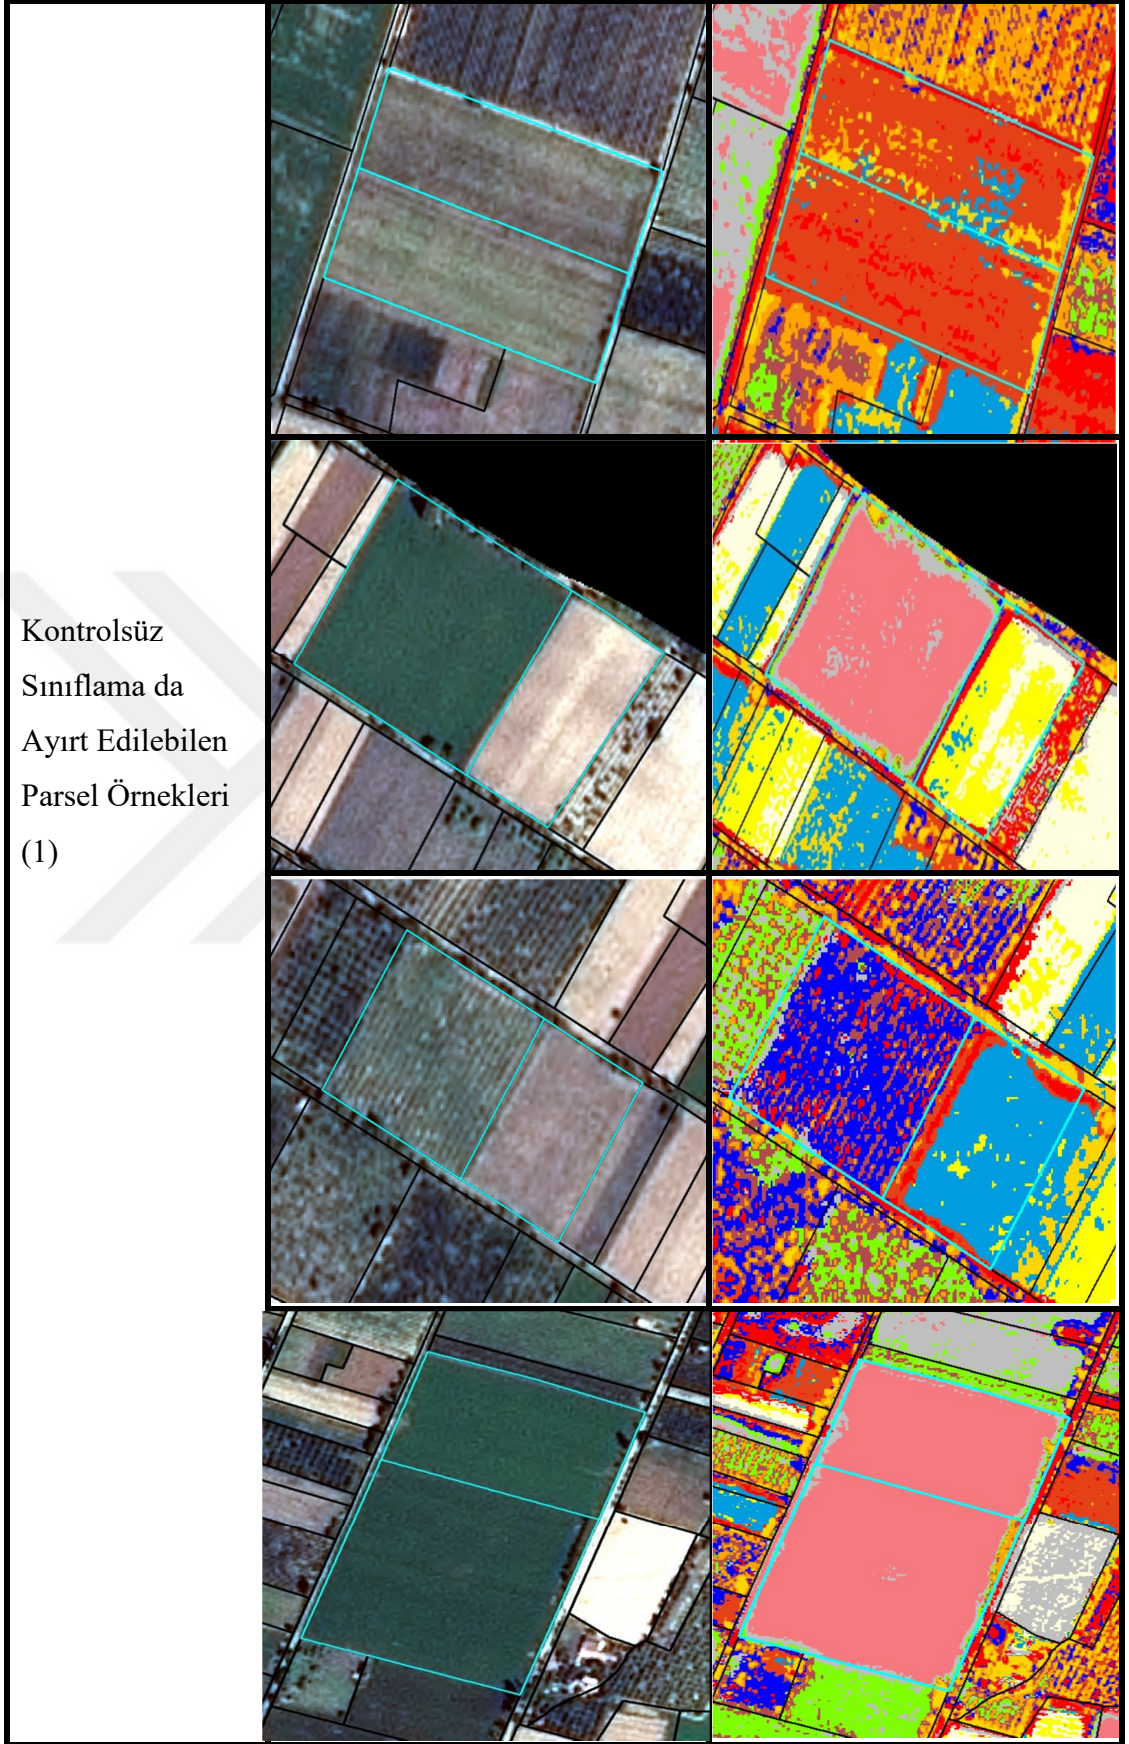 Kontrolsüz
Sınıflama da
Ayırt Edilebilen
Parsel Örnekleri
(1)